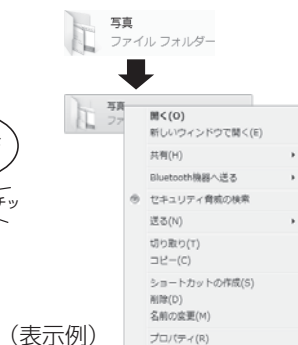 写真
ファイル フォルダー
写真
開く(O)
新しいウィンドウで開く(E)
共有(H)
Bluetooth機器へ送る
セキュリティ脅威の検索
送る(N)
切り取り(T)
コピー(C)
ショートカットの作成(S)
削除(D)
名前の変更(M)
プロパティ(R)
(表示例)